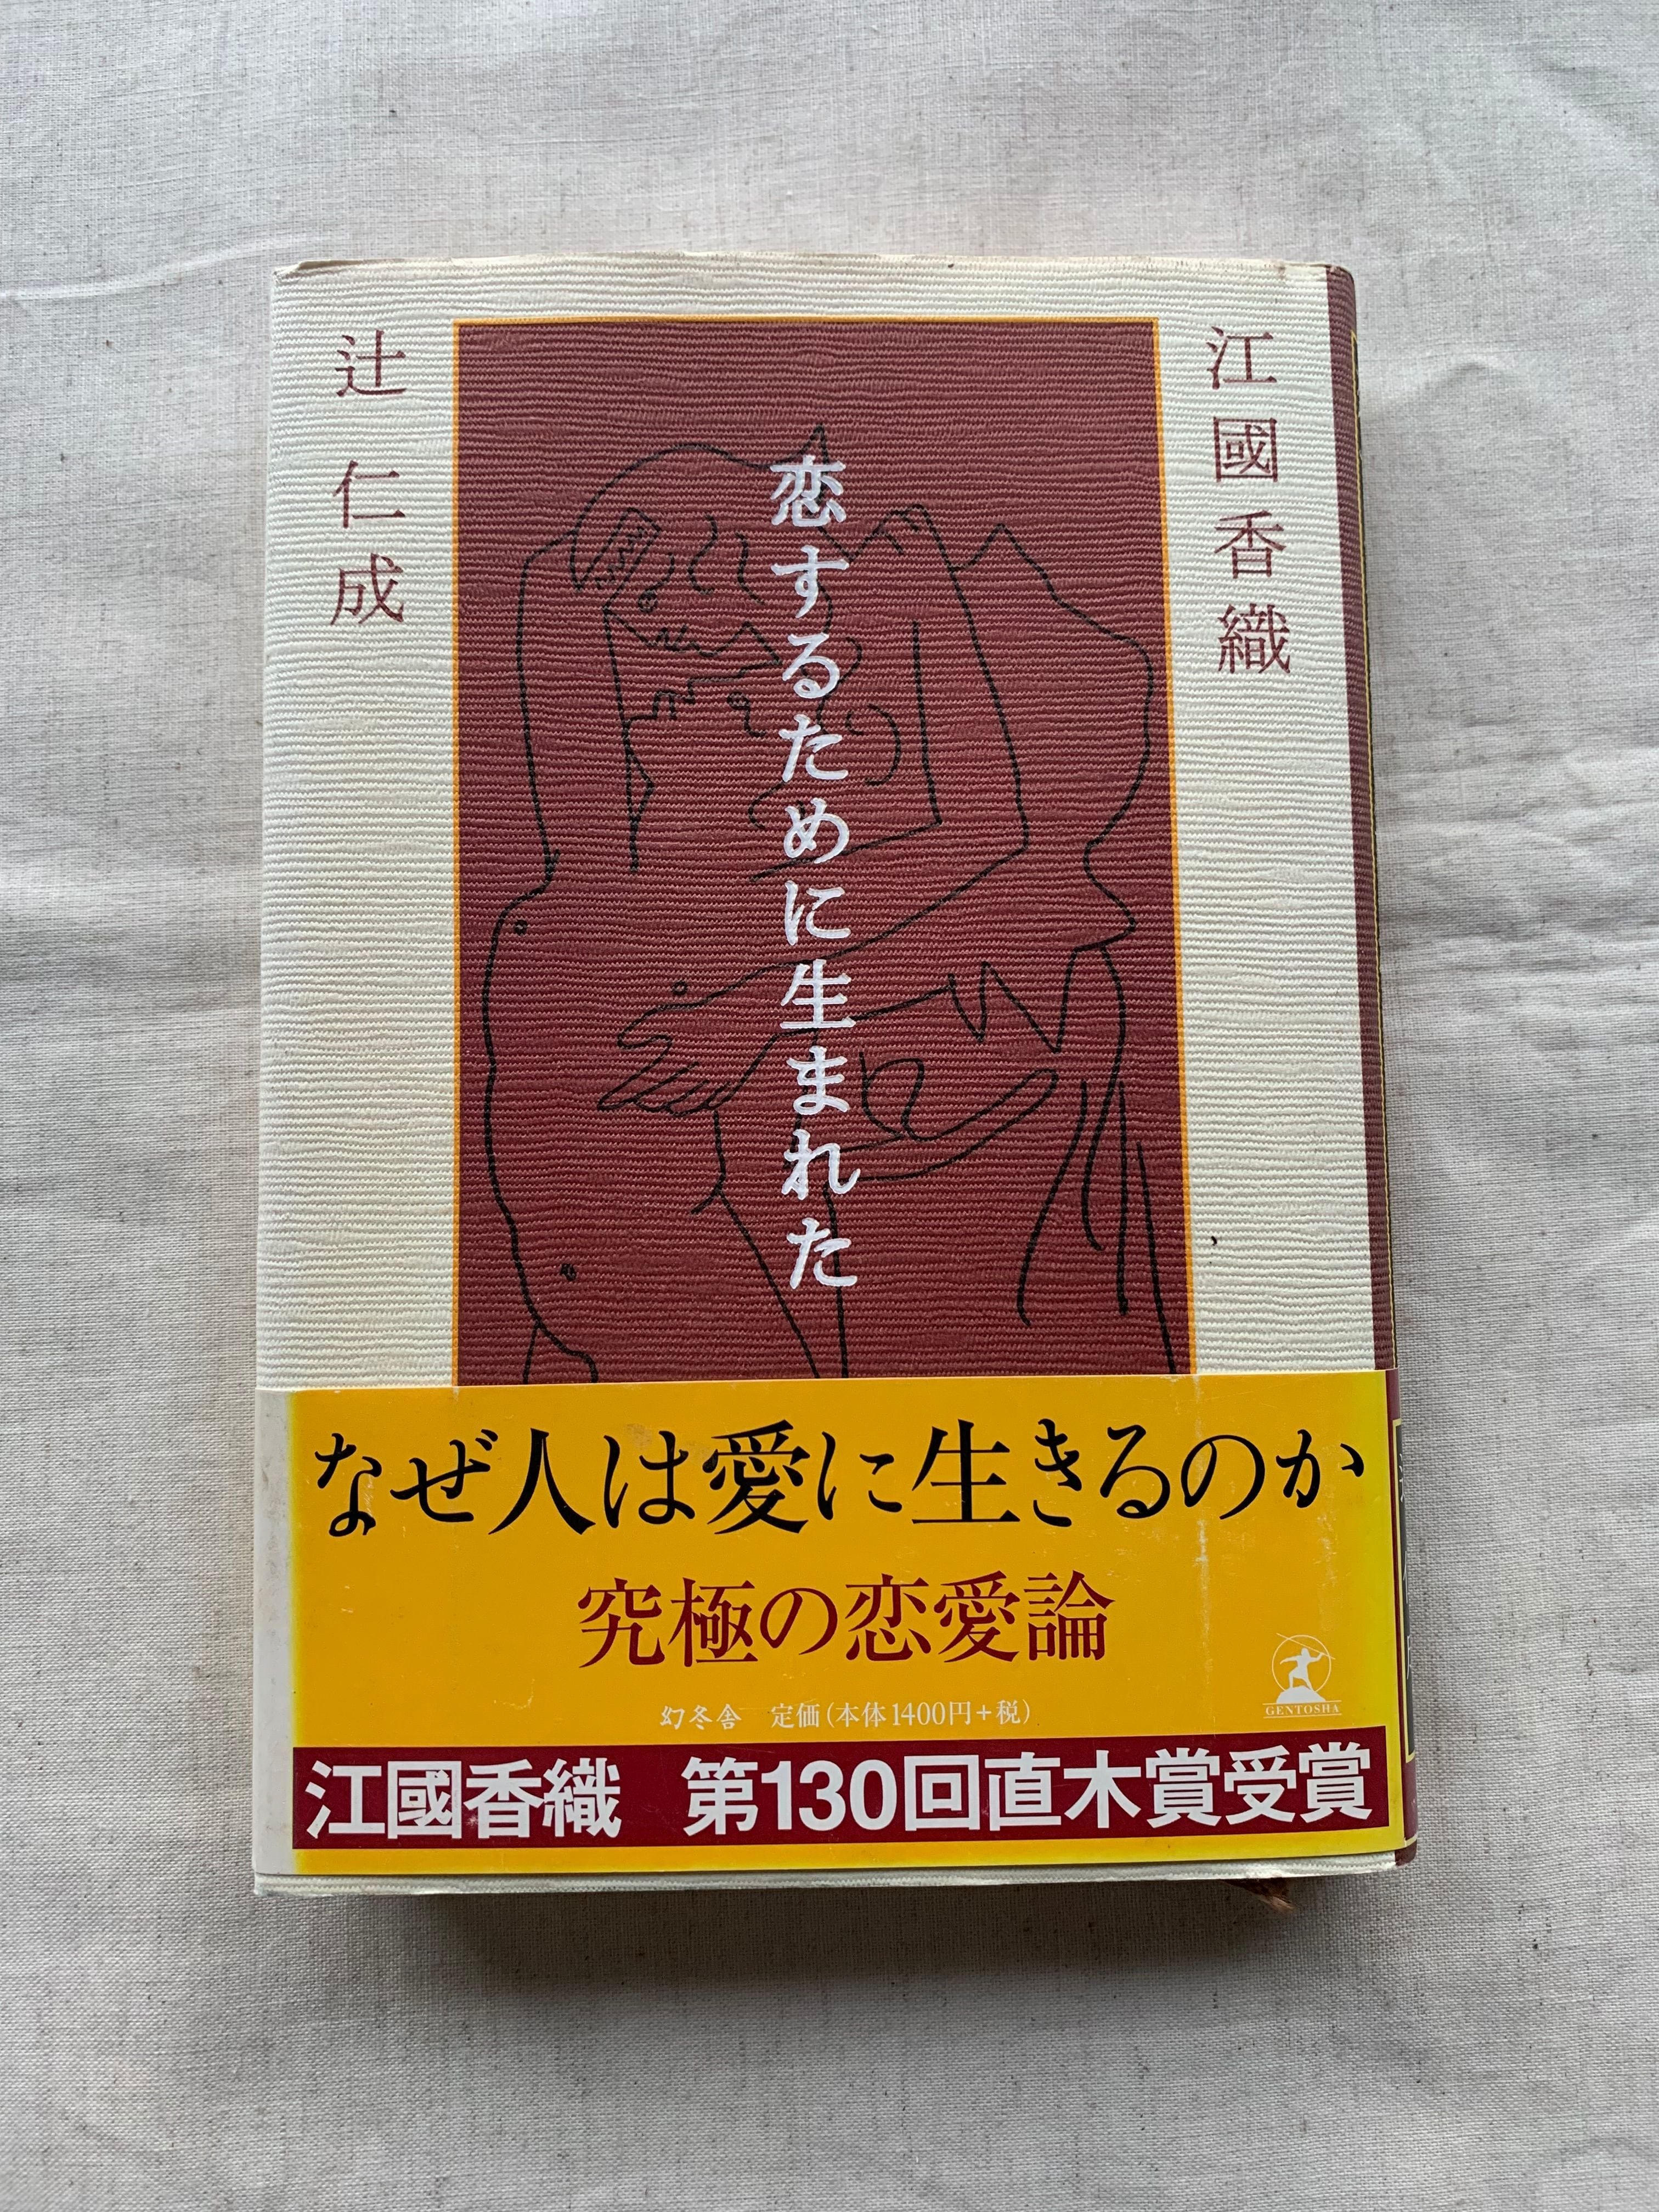 江國香織
恋するために生まれた
辻仁成
なぜ人は愛に生きるのか
究極の恋愛論
幻冬舎 定価(本体1400円+税)
GENTOSHA
江國香織 第130回直木賞受賞